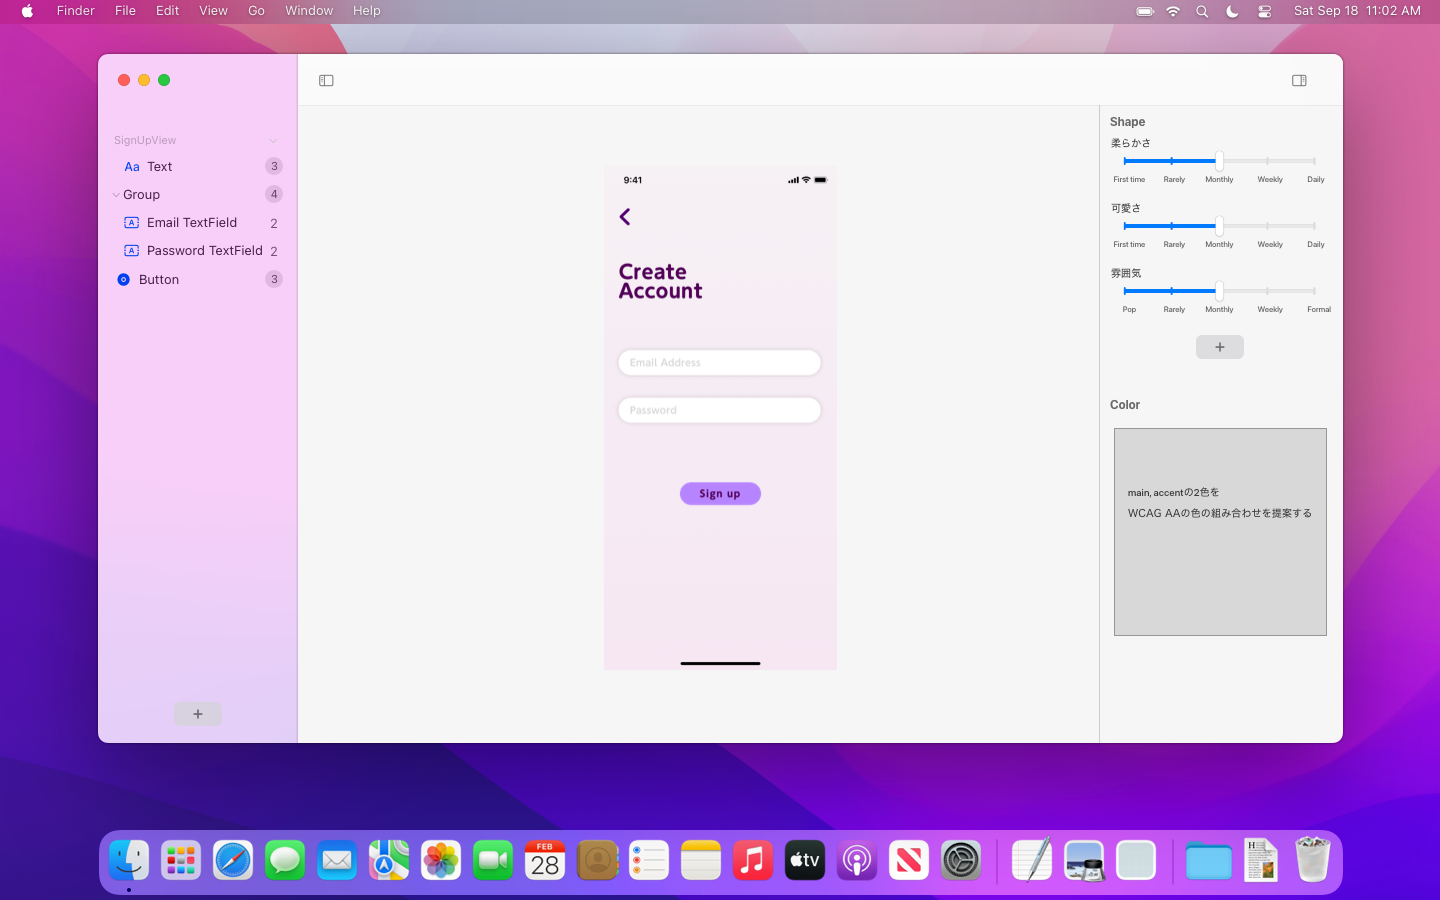 Finder File Edit View Go Window Help
Sat Sep 18 11:02 AM
SignUpView
Aa Text 3
Group 4
A Email TextField 2
A Password TextField 2
Button 3
+
9:41
Create
Account
Email Address
Password
Sign up
Shape
柔らかさ
First time Rarely Monthly Weekly Daily
可愛さ
First time Rarely Monthly Weekly Daily
雰囲気
Pop Rarely Monthly Weekly Formal
+
Color
main, accentの2色を
WCAG AAの色の組み合わせを提案する
FEB
28
tv